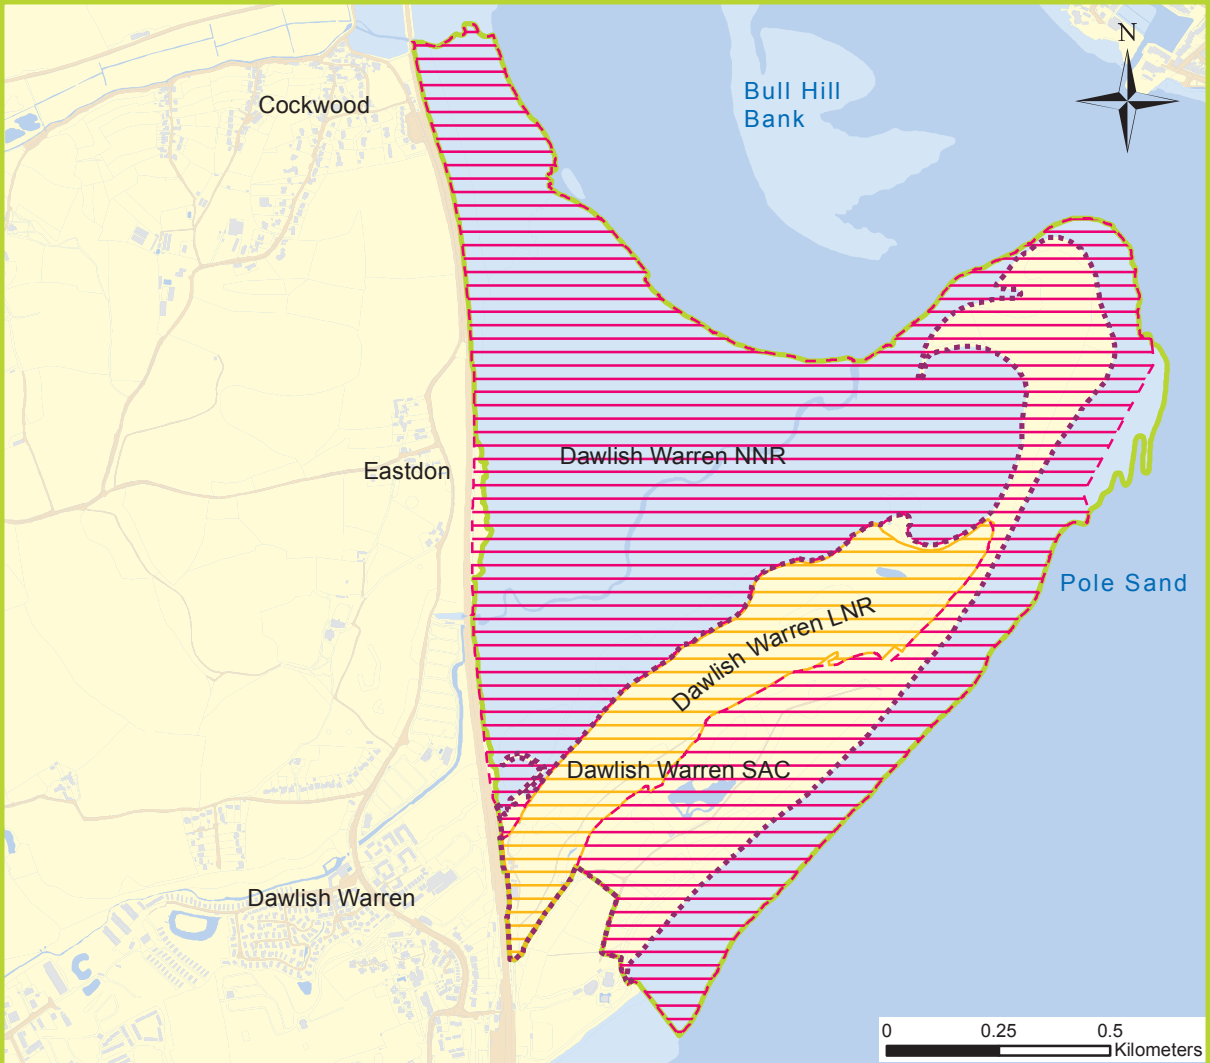 N
Bull Hill
Bank
Cockwood
Dawlish Warren NNR
Eastdon
Pole Sand
Dawlish Warren LNR
Dawlish Warren SAC
Dawlish Warren
0 0.25 0.5
Kilometers